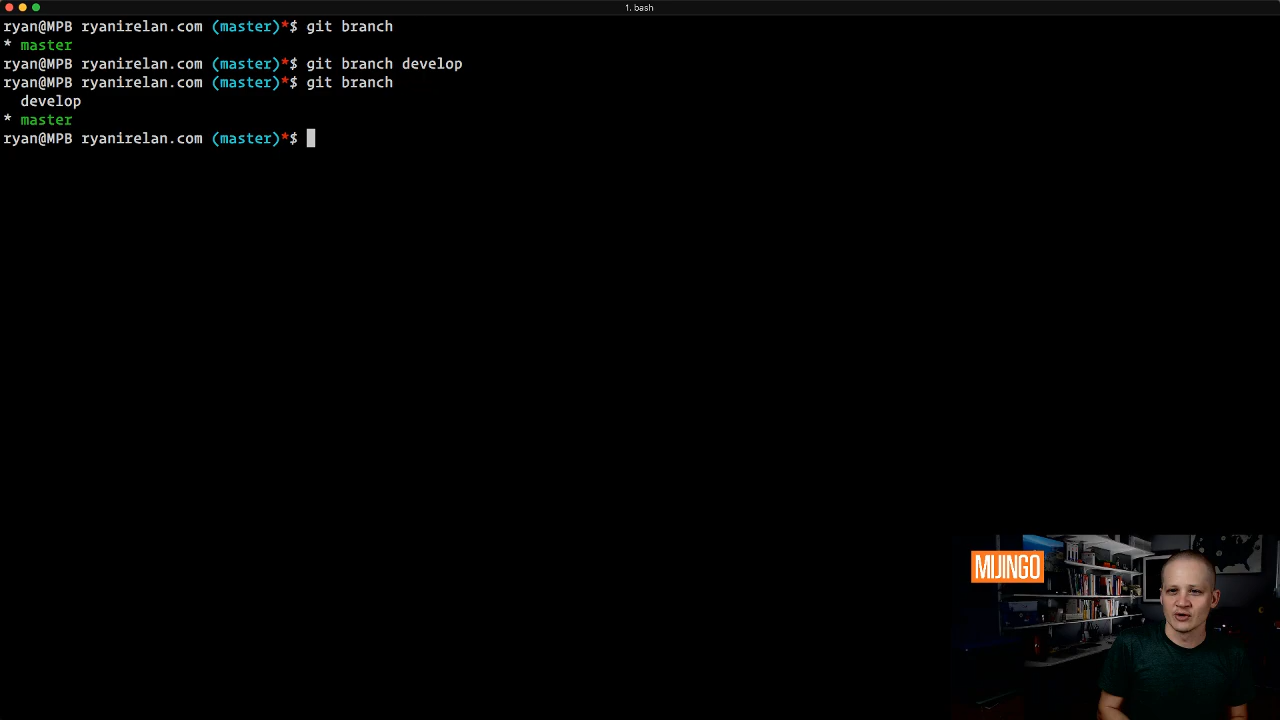 1. bash
ryan@MPB ryanirelan.com (master)*$ git branch
* master
ryan@MPB ryanirelan.com (master)*$ git branch develop
ryan@MPB ryanirelan.com (master)*$ git branch
  develop
* master
ryan@MPB ryanirelan.com (master)*$
MIJINGO